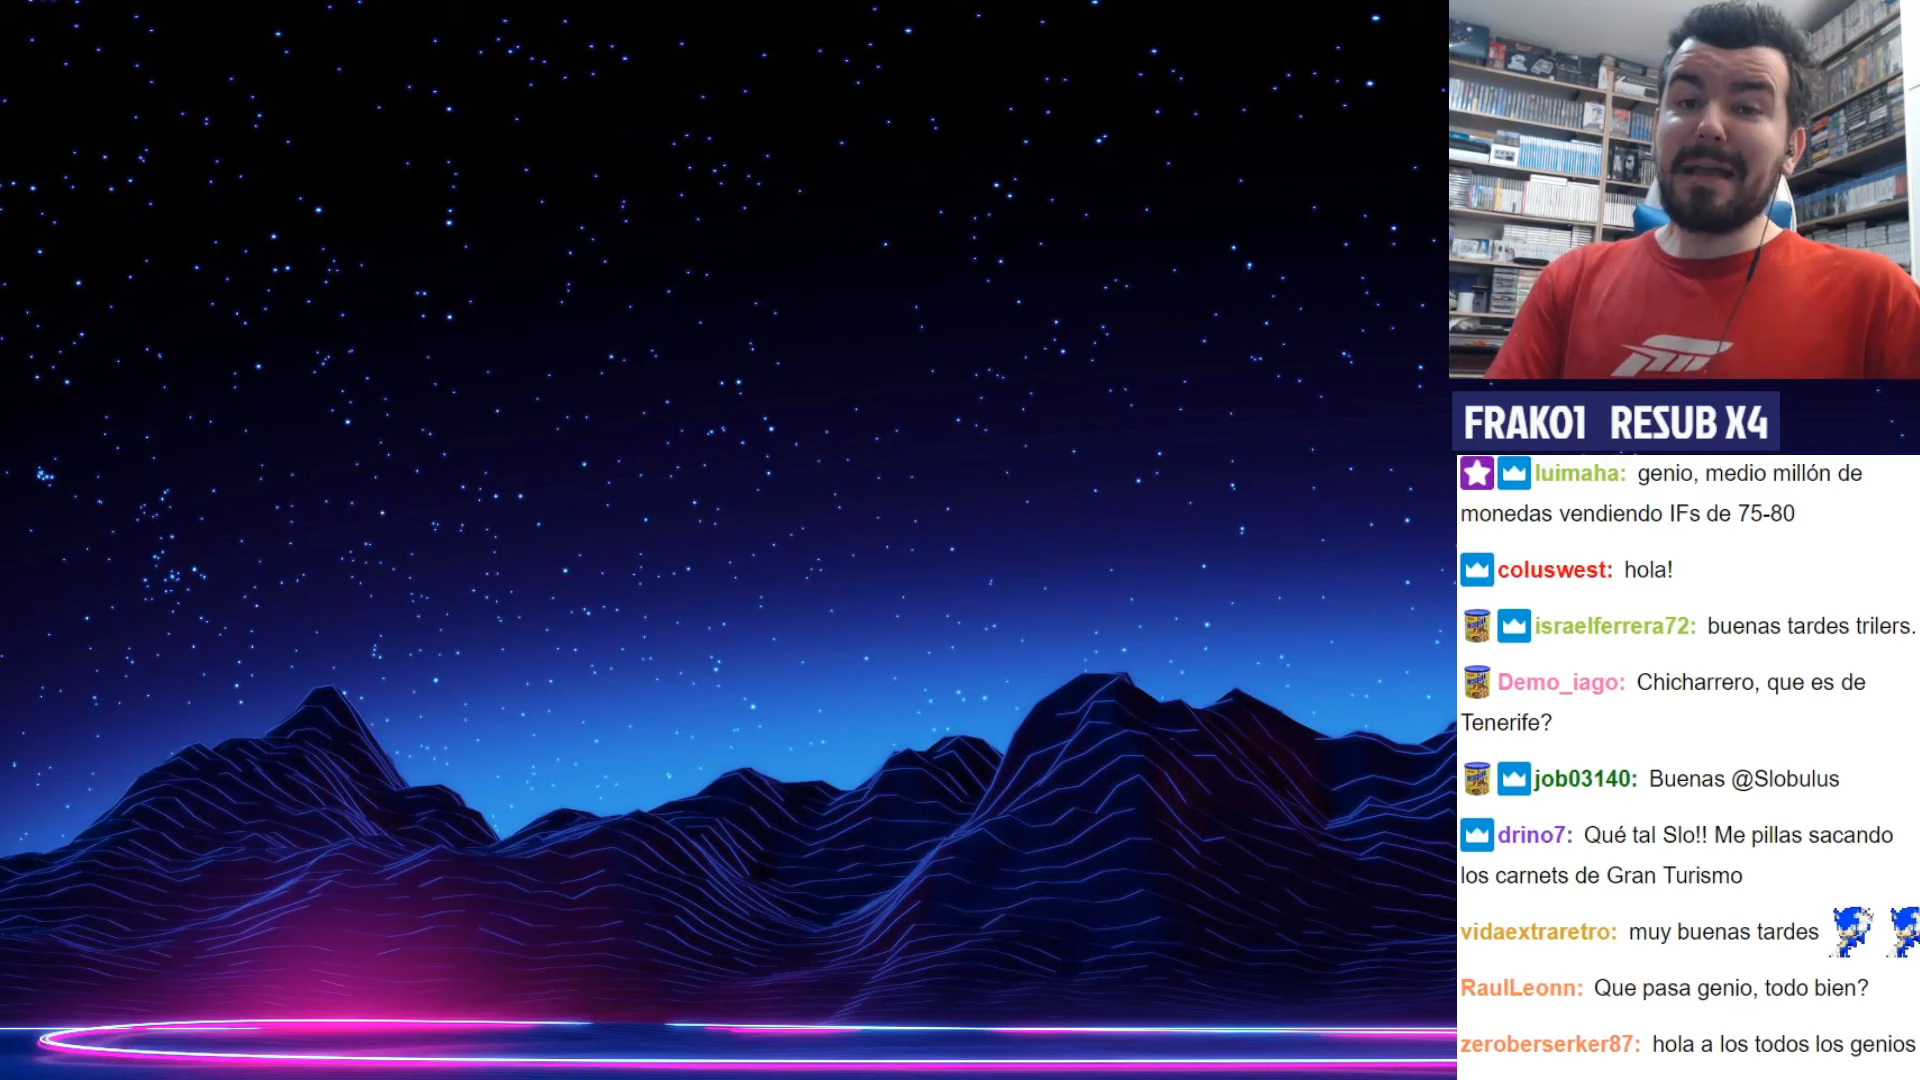 FRAKO1 RESUB X4
luimaha: genio, medio millón de
monedas vendiendo IFs de 75-80
coluswest: hola!
israelferrera72: buenas tardes trilers.
Demo_iago: Chicharrero, que es de
Tenerife?
job03140: Buenas @Slobulus
drino7: Qué tal Slo!! Me pillas sacando
los carnets de Gran Turismo
vidaextraretro: muy buenas tardes
RaulLeonn: Que pasa genio, todo bien?
zeroberserker87: hola a los todos los genios